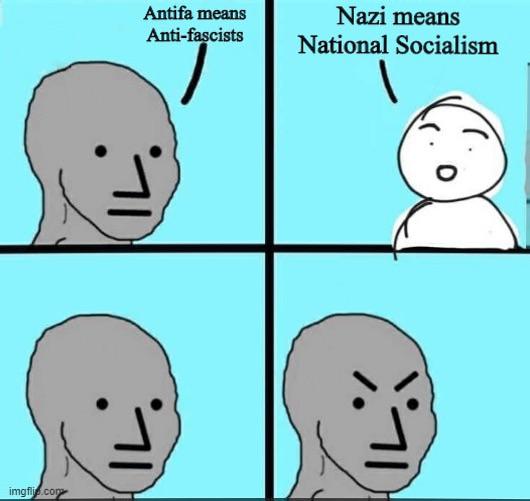 Antifa means
Anti-fascists
Nazi means
National Socialism
imgflip.com